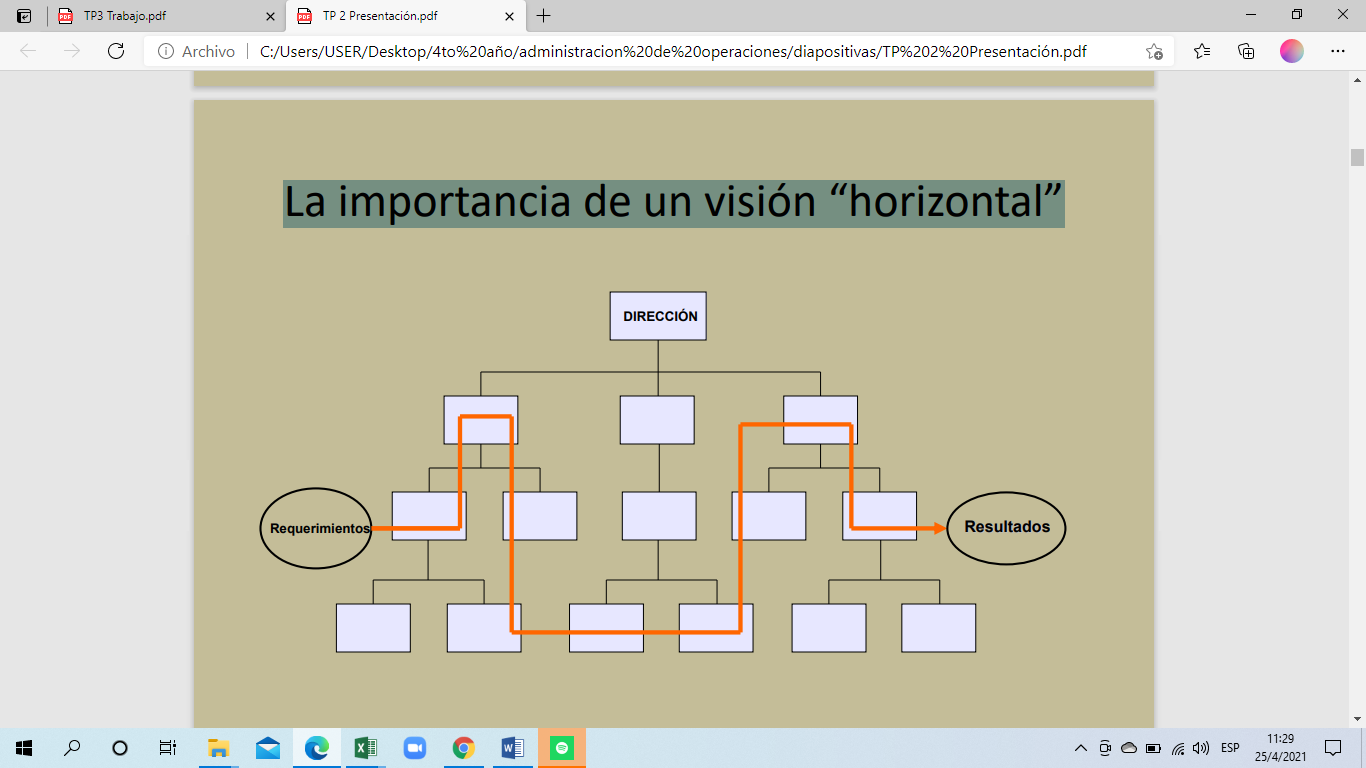 TP3 Trabajo.pdf
TP 2 Presentación.pdf
Archivo
C:/Users/USER/Desktop/4to%20año/administracion%20de%20operaciones/diapositivas/TP%202%20Presentación.pdf
La importancia de un visión “horizontal”
DIRECCIÓN
Requerimientos
Resultados
ESP
11:29
25/4/2021